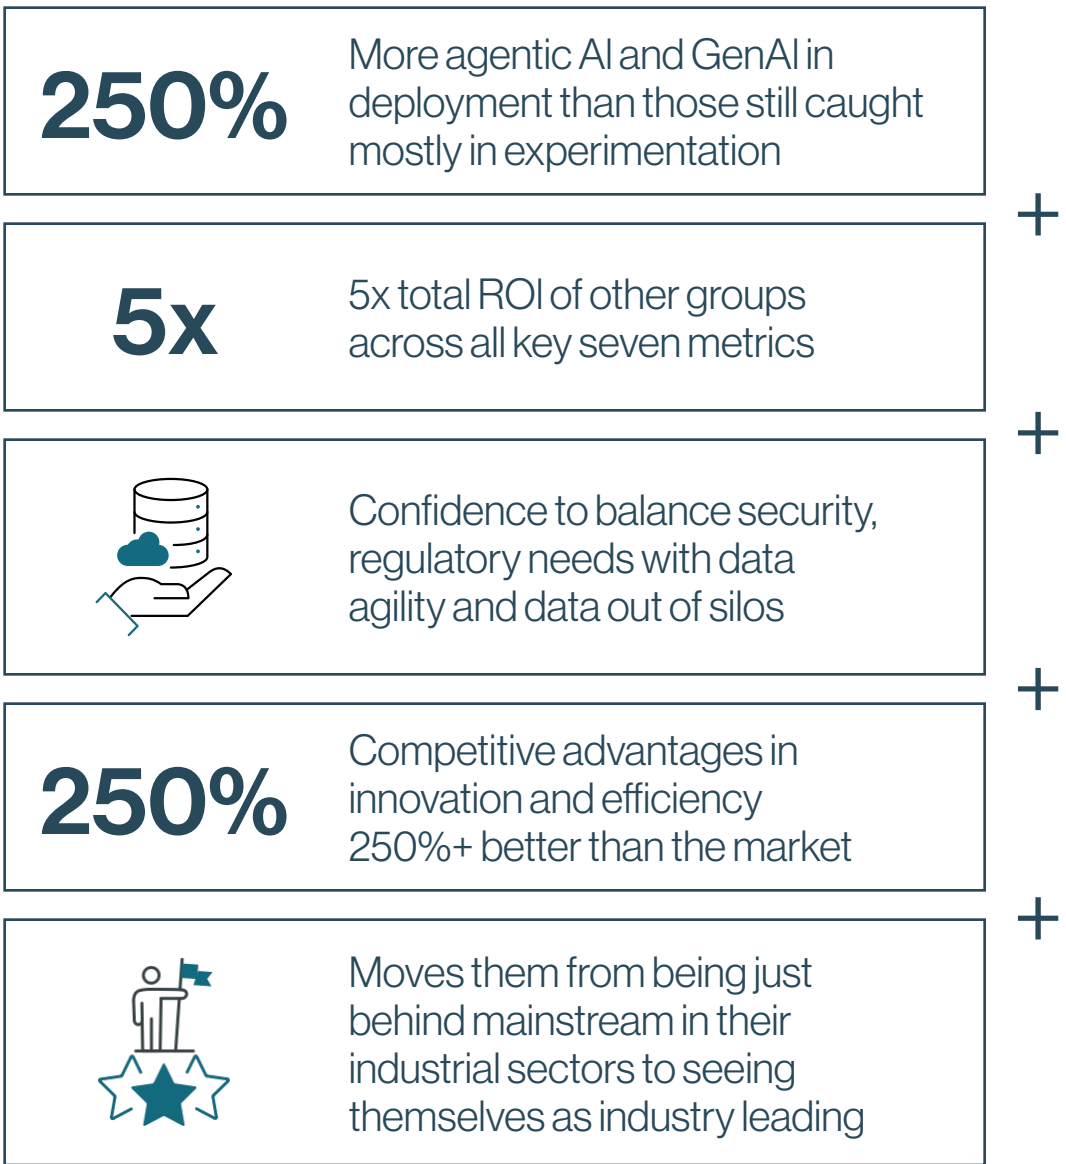 250%
More agentic AI and GenAI in
deployment than those still caught
mostly in experimentation
+
5x
5x total ROI of other groups
across all key seven metrics
+
Confidence to balance security,
regulatory needs with data
agility and data out of silos
+
250%
Competitive advantages in
innovation and efficiency
250%+ better than the market
+
Moves them from being just
behind mainstream in their
industrial sectors to seeing
themselves as industry leading